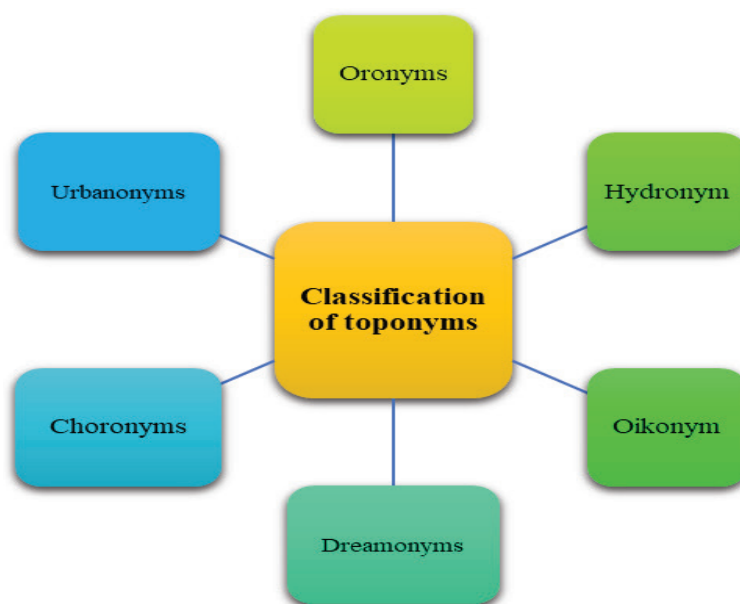 Oronyms
Urbanonyms
Hydronym
Classification
of toponyms
Choronyms
Oikonym
Dreamonyms